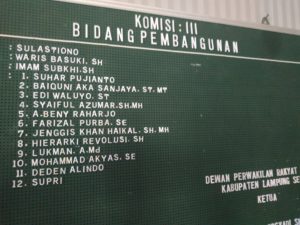 KOMISI : III
BIDANG PEMBANGUNAN
: SULASTIONO
: WARIS BASUKI, SH
: IMAM SUBKHI, SH
: 1. SUHAR PUJIANTO
2. BAIQUNI AKA SANJAYA, ST, MT
3. EDI WALUYO, ST
4. SYAIFUL AZUMAR, SH, MH
5. A. BENY RAHARJO
6. FARIZAL PURBA, SE
7. JENGGIS KHAN HAIKAL, SH, MH
8. HIERARKI REVOLUSI, SH
9. LUKMAN, A.Md
10. MOHAMMAD AKYAS, SE
11. DEDEN ALINDO
12. SUPRI
DEWAN PERWAKILAN RAKYAT
KABUPATEN LAMPUNG SE
KETUA